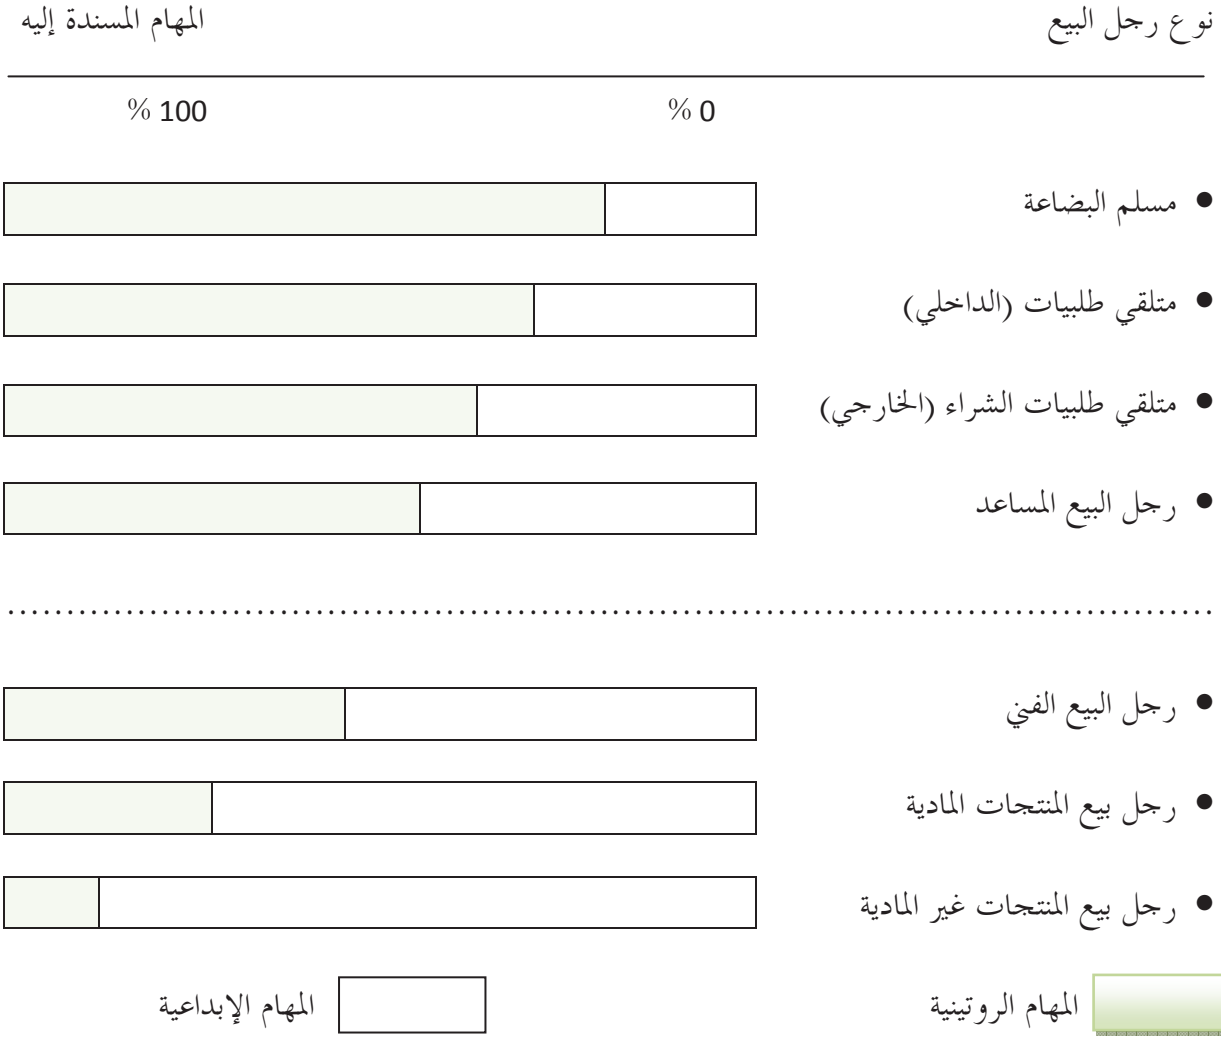 نوع رجل البيع المهام المسندة إليه
0 % 100 %
• مسلم البضاعة
• متلقي طلبيات (الداخلي)
• متلقي طلبيات الشراء (الخارجي)
• رجل البيع المساعد
• رجل البيع الفني
• رجل بيع المنتجات المادية
• رجل بيع المنتجات غير المادية
المهام الروتينية المهام الإبداعية